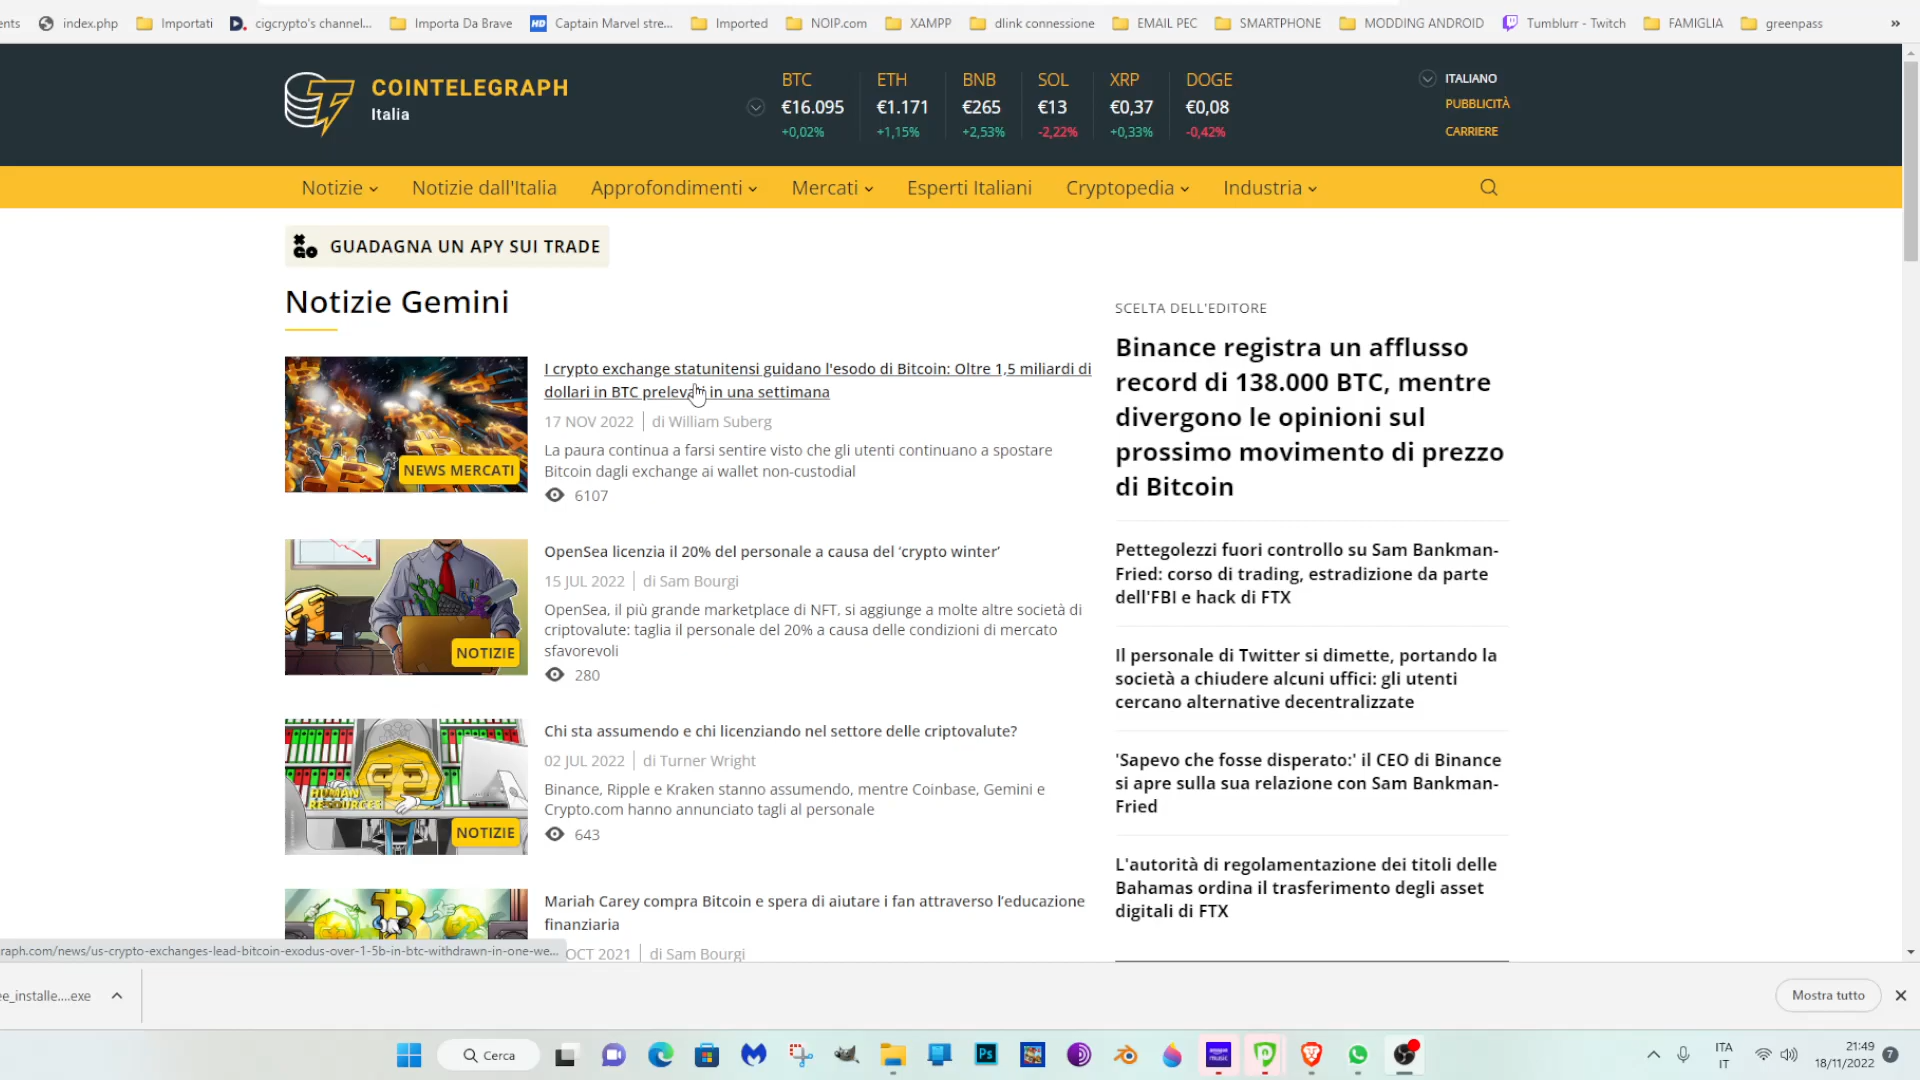 ents index.php Importati cigcrypto's channel... Importa Da Brave Captain Marvel stre... Imported NOIP.com XAMPP dlink connessione EMAIL PEC SMARTPHONE MODDING ANDROID Tumblurr - Twitch FAMIGLIA greenpass »
COINTELEGRAPH
Italia
BTC ETH BNB SOL XRP DOGE
€16.095 €1.171 €265 €13 €0,37 €0,08
+0,02% +1,15% +2,53% -2,22% +0,33% -0,42%
ITALIANO
PUBBLICITÀ
CARRIERE
Notizie Notizie dall'Italia Approfondimenti Mercati Esperti Italiani Cryptopedia Industria
GUADAGNA UN APY SUI TRADE
Notizie Gemini
I crypto exchange statunitensi guidano l'esodo di Bitcoin: Oltre 1,5 miliardi di
dollari in BTC prelevati in una settimana
17 NOV 2022 di William Suberg
La paura continua a farsi sentire visto che gli utenti continuano a spostare
Bitcoin dagli exchange ai wallet non-custodial
6107
NEWS MERCATI
OpenSea licenzia il 20% del personale a causa del ‘crypto winter’
15 JUL 2022 di Sam Bourgi
OpenSea, il più grande marketplace di NFT, si aggiunge a molte altre società di
criptovalute: taglia il personale del 20% a causa delle condizioni di mercato
sfavorevoli
280
NOTIZIE
Chi sta assumendo e chi licenziando nel settore delle criptovalute?
02 JUL 2022 di Turner Wright
Binance, Ripple e Kraken stanno assumendo, mentre Coinbase, Gemini e
Crypto.com hanno annunciato tagli al personale
643
HUMAN
RESOURCES
NOTIZIE
Mariah Carey compra Bitcoin e spera di aiutare i fan attraverso l’educazione
finanziaria
OCT 2021 di Sam Bourgi
SCELTA DELL'EDITORE
Binance registra un afflusso
record di 138.000 BTC, mentre
divergono le opinioni sul
prossimo movimento di prezzo
di Bitcoin
Pettegolezzi fuori controllo su Sam Bankman-
Fried: corso di trading, estradizione da parte
dell'FBI e hack di FTX
Il personale di Twitter si dimette, portando la
società a chiudere alcuni uffici: gli utenti
cercano alternative decentralizzate
'Sapevo che fosse disperato:' il CEO di Binance
si apre sulla sua relazione con Sam Bankman-
Fried
L'autorità di regolamentazione dei titoli delle
Bahamas ordina il trasferimento degli asset
digitali di FTX
raph.com/news/us-crypto-exchanges-lead-bitcoin-exodus-over-1-5b-in-btc-withdrawn-in-one-we...
ee_installe....exe Mostra tutto
Cerca
ITA
IT
21:49
18/11/2022
7